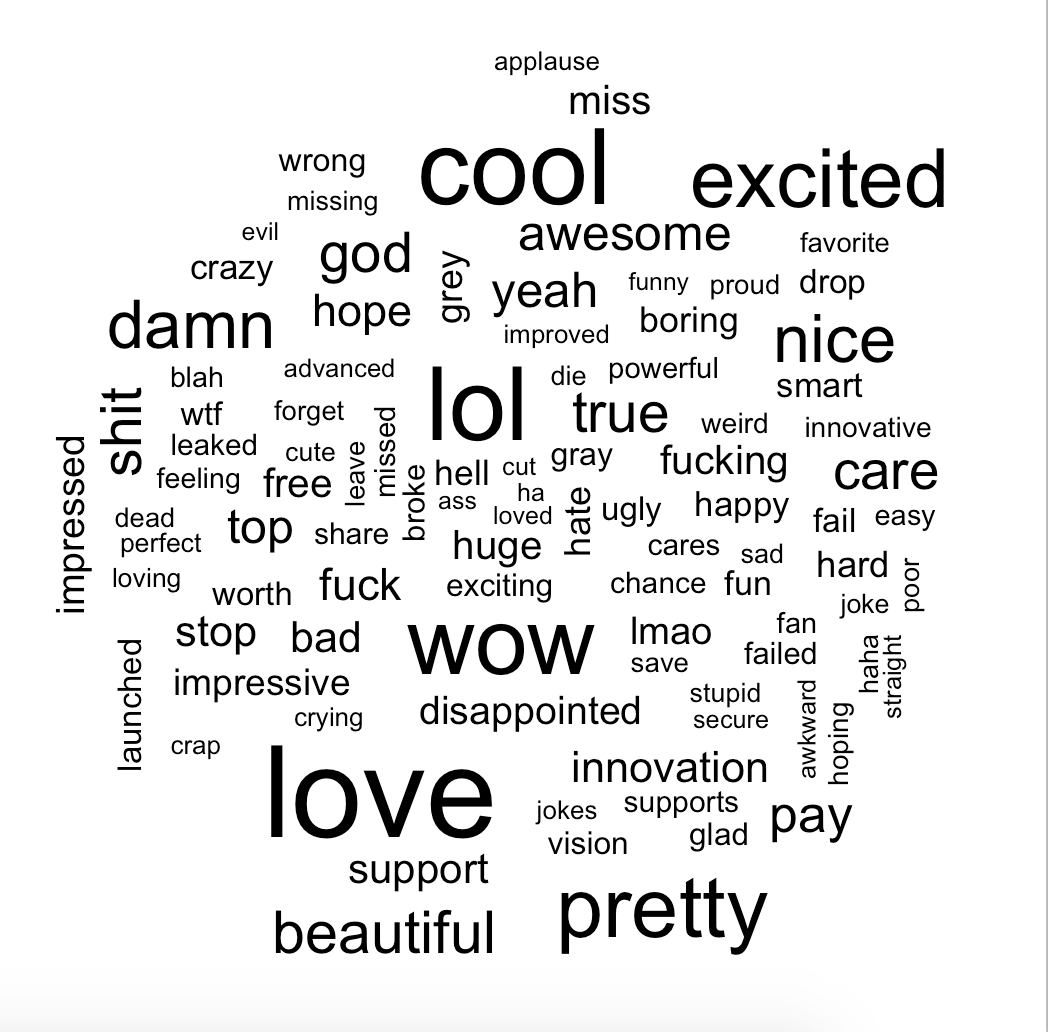 applause
miss
cool
wrong
excited
missing
evil
awesome
god
favorite
crazy
grey
yeah
funny
proud
drop
hope
damn
improved
boring
nice
advanced
blah
lol
die
powerful
smart
shit
wtf
forget
missed
true
weird
innovative
leaked
cute
leave
gray
fucking
care
impressed
feeling
free
broke
hell
cut
ass
ha
loved
hate
ugly
happy
fail
easy
dead
perfect
top
share
huge
cares
sad
hard
poor
loving
worth
fuck
exciting
chance
fun
joke
stop
bad
wow
lmao
fan
save
failed
haha
straight
launched
impressive
crying
disappointed
stupid
secure
awkward
hoping
crap
love
innovation
jokes
supports
pay
vision
glad
support
pretty
beautiful